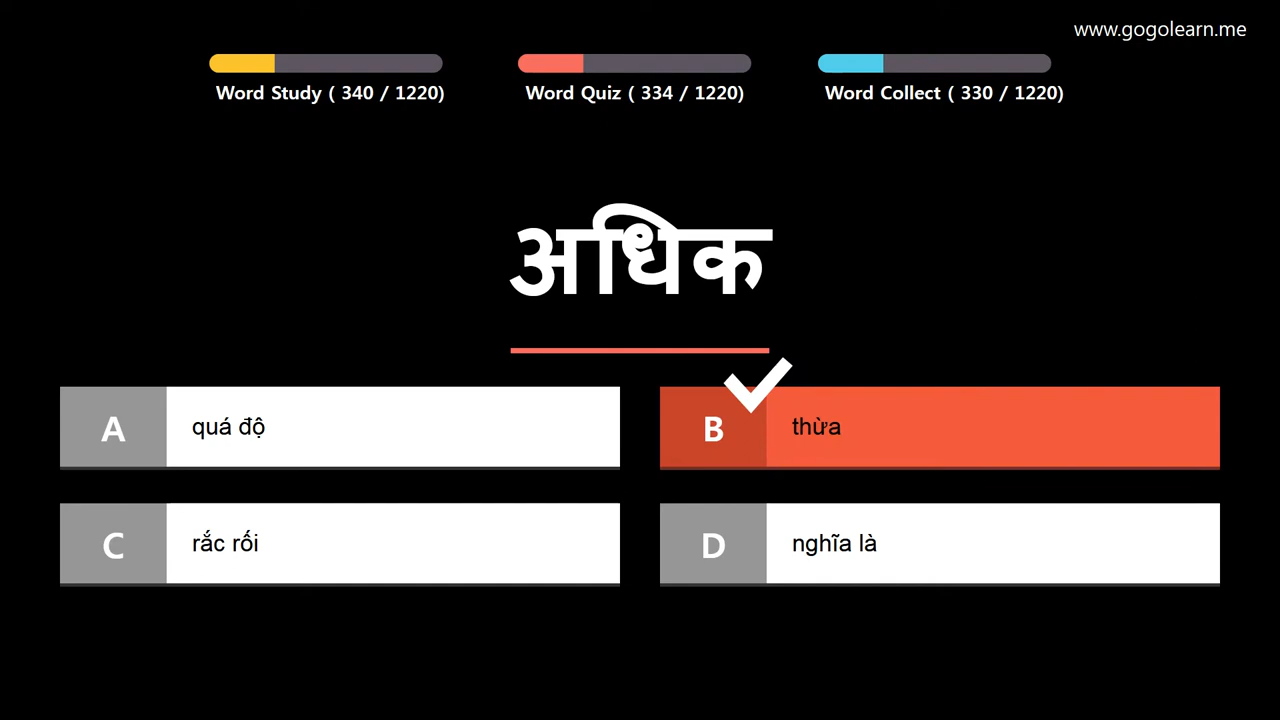 www.gogolearn.me
Word Study ( 340 / 1220)
Word Quiz ( 334 / 1220)
Word Collect ( 330 / 1220)
अधिक
A quá độ
B thừa
C rắc rối
D nghĩa là